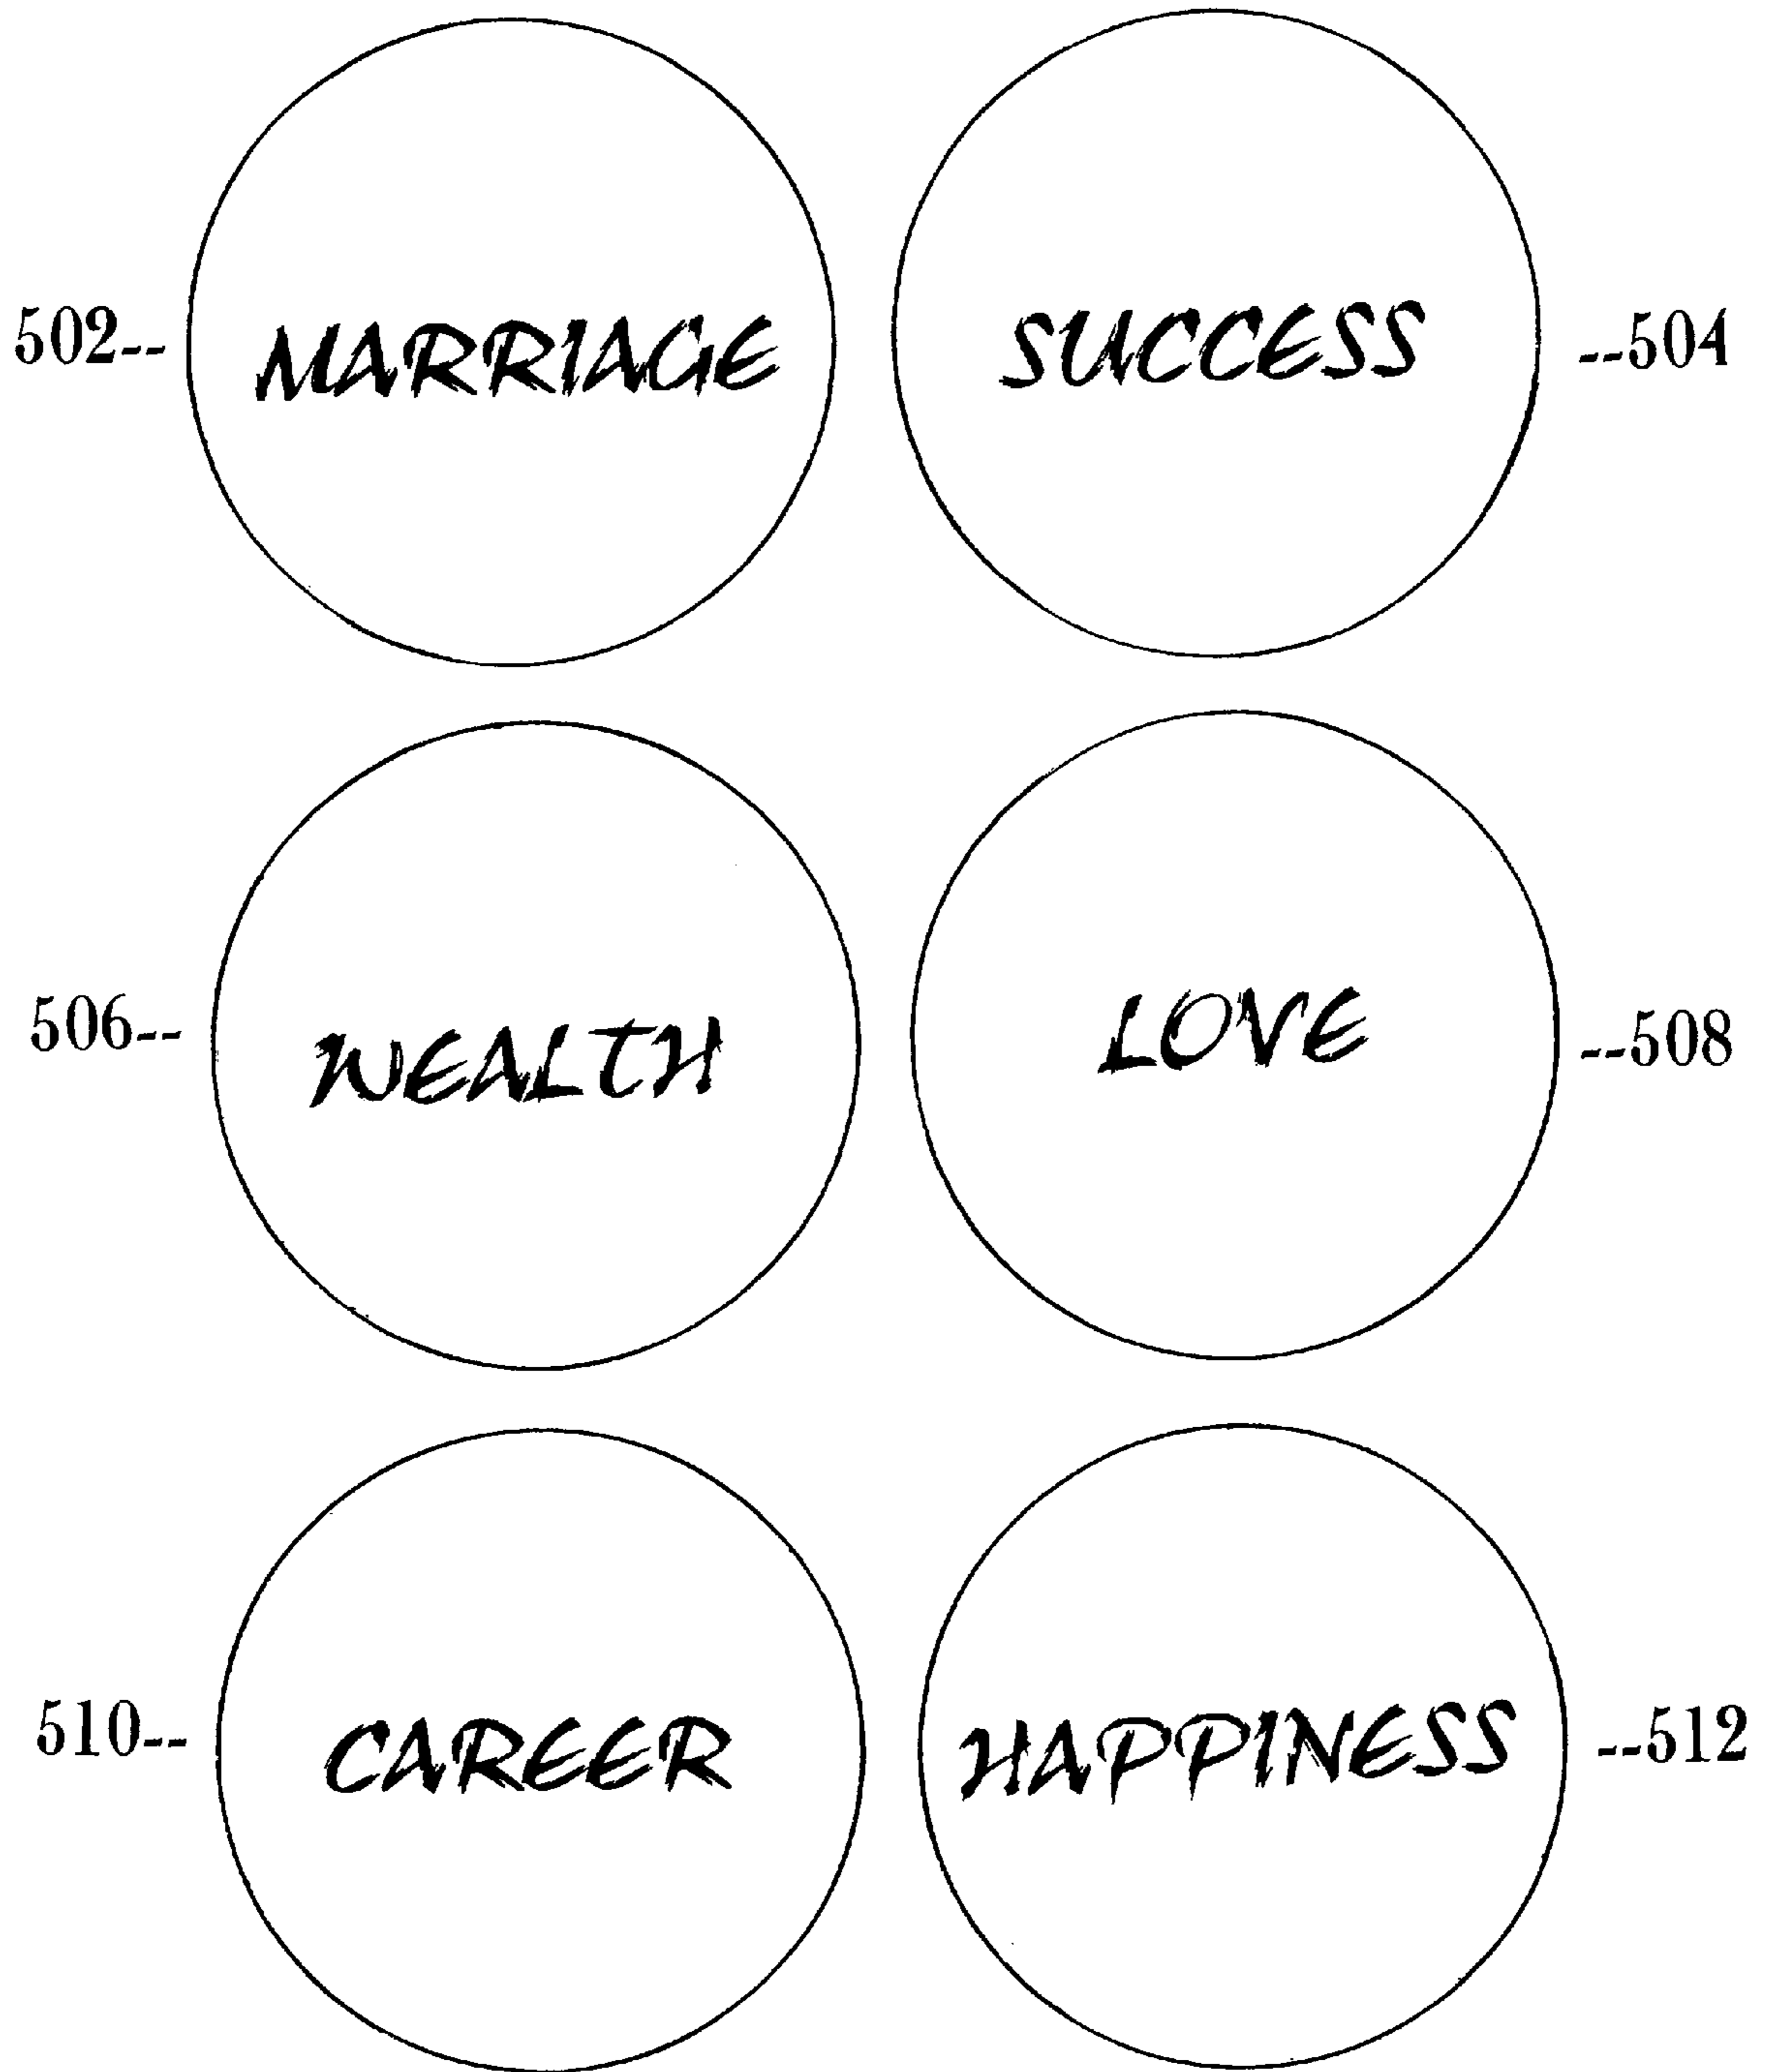 502-- MARRIAGE SUCCESS --504
506-- WEALTH LOVE --508
510-- CAREER HAPPINESS --512